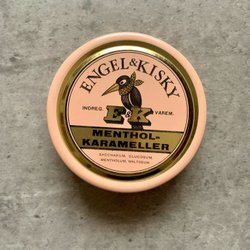 ENGEL & KISKY
INDREG. VAREM.
E&K
MENTHOL-
KARAMELLER
SACCHARUM, GLUCOSUM
MENTHOLUM, MALTOSUM